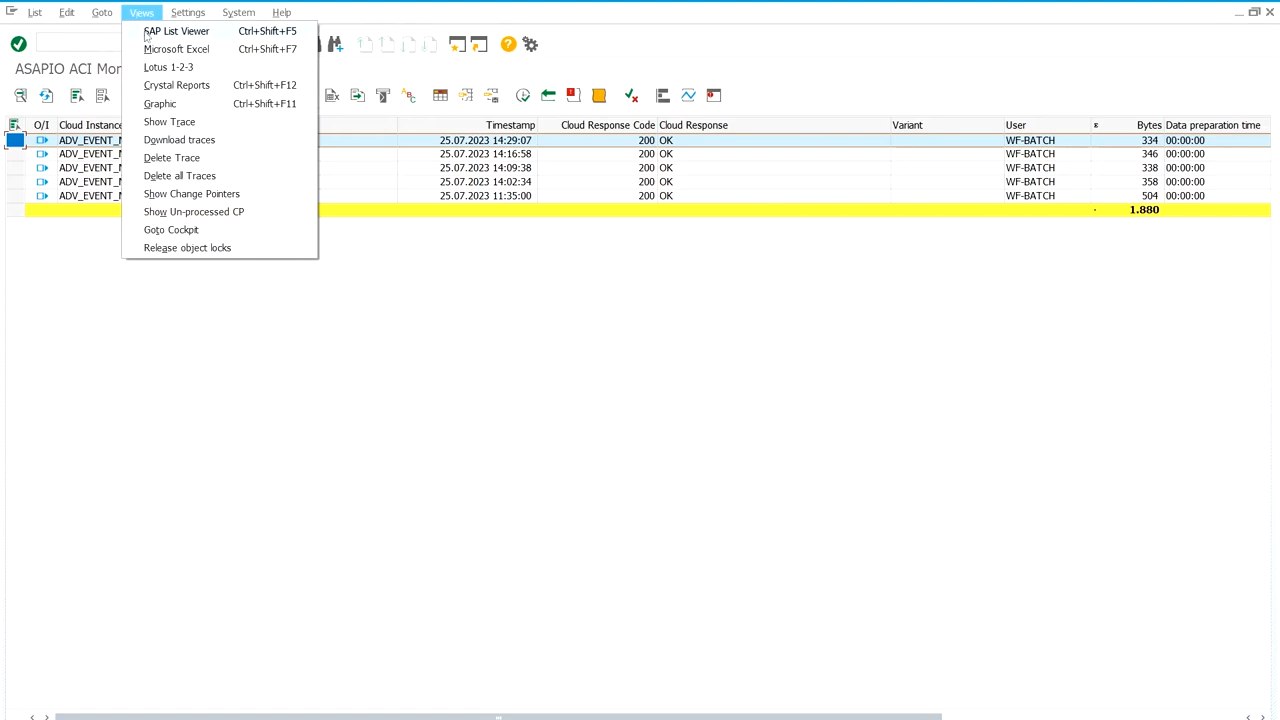 List Edit Goto Views Settings System Help
SAP List Viewer Ctrl+Shift+F5
Microsoft Excel Ctrl+Shift+F7
Lotus 1-2-3
Crystal Reports Ctrl+Shift+F12
Graphic Ctrl+Shift+F11
Show Trace
Download traces
Delete Trace
Delete all Traces
Show Change Pointers
Show Un-processed CP
Goto Cockpit
Release object locks
ASAPIO ACI Mon
O/I Cloud Instance Timestamp Cloud Response Code Cloud Response Variant User Bytes Data preparation time
ADV_EVENT_N 25.07.2023 14:29:07 200 OK WF-BATCH 334 00:00:00
ADV_EVENT_N 25.07.2023 14:16:58 200 OK WF-BATCH 346 00:00:00
ADV_EVENT_N 25.07.2023 14:09:38 200 OK WF-BATCH 338 00:00:00
ADV_EVENT_N 25.07.2023 14:02:34 200 OK WF-BATCH 358 00:00:00
ADV_EVENT_N 25.07.2023 11:35:00 200 OK WF-BATCH 504 00:00:00
1.880